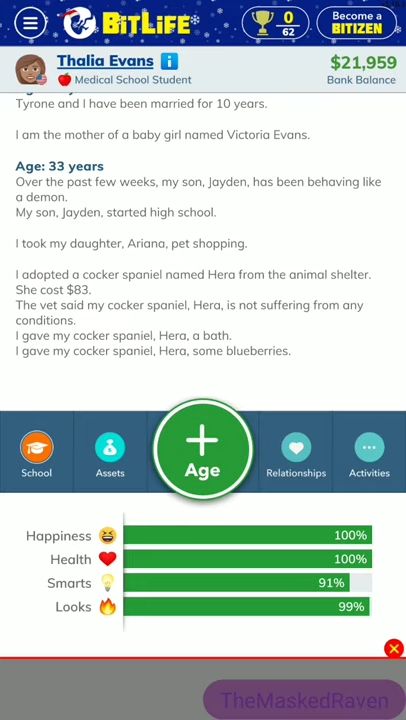 BitLife
0
62
Become a
BITIZEN
Thalia Evans i
$21,959
Medical School Student
Bank Balance
Tyrone and I have been married for 10 years.
I am the mother of a baby girl named Victoria Evans.
Age: 33 years
Over the past few weeks, my son, Jayden, has been behaving like
a demon.
My son, Jayden, started high school.
I took my daughter, Ariana, pet shopping.
I adopted a cocker spaniel named Hera from the animal shelter.
She cost $83.
The vet said my cocker spaniel, Hera, is not suffering from any
conditions.
I gave my cocker spaniel, Hera, a bath.
I gave my cocker spaniel, Hera, some blueberries.
+
Age
School
Assets
Relationships
Activities
Happiness 100%
Health 100%
Smarts 91%
Looks 99%
TheMaskedRaven